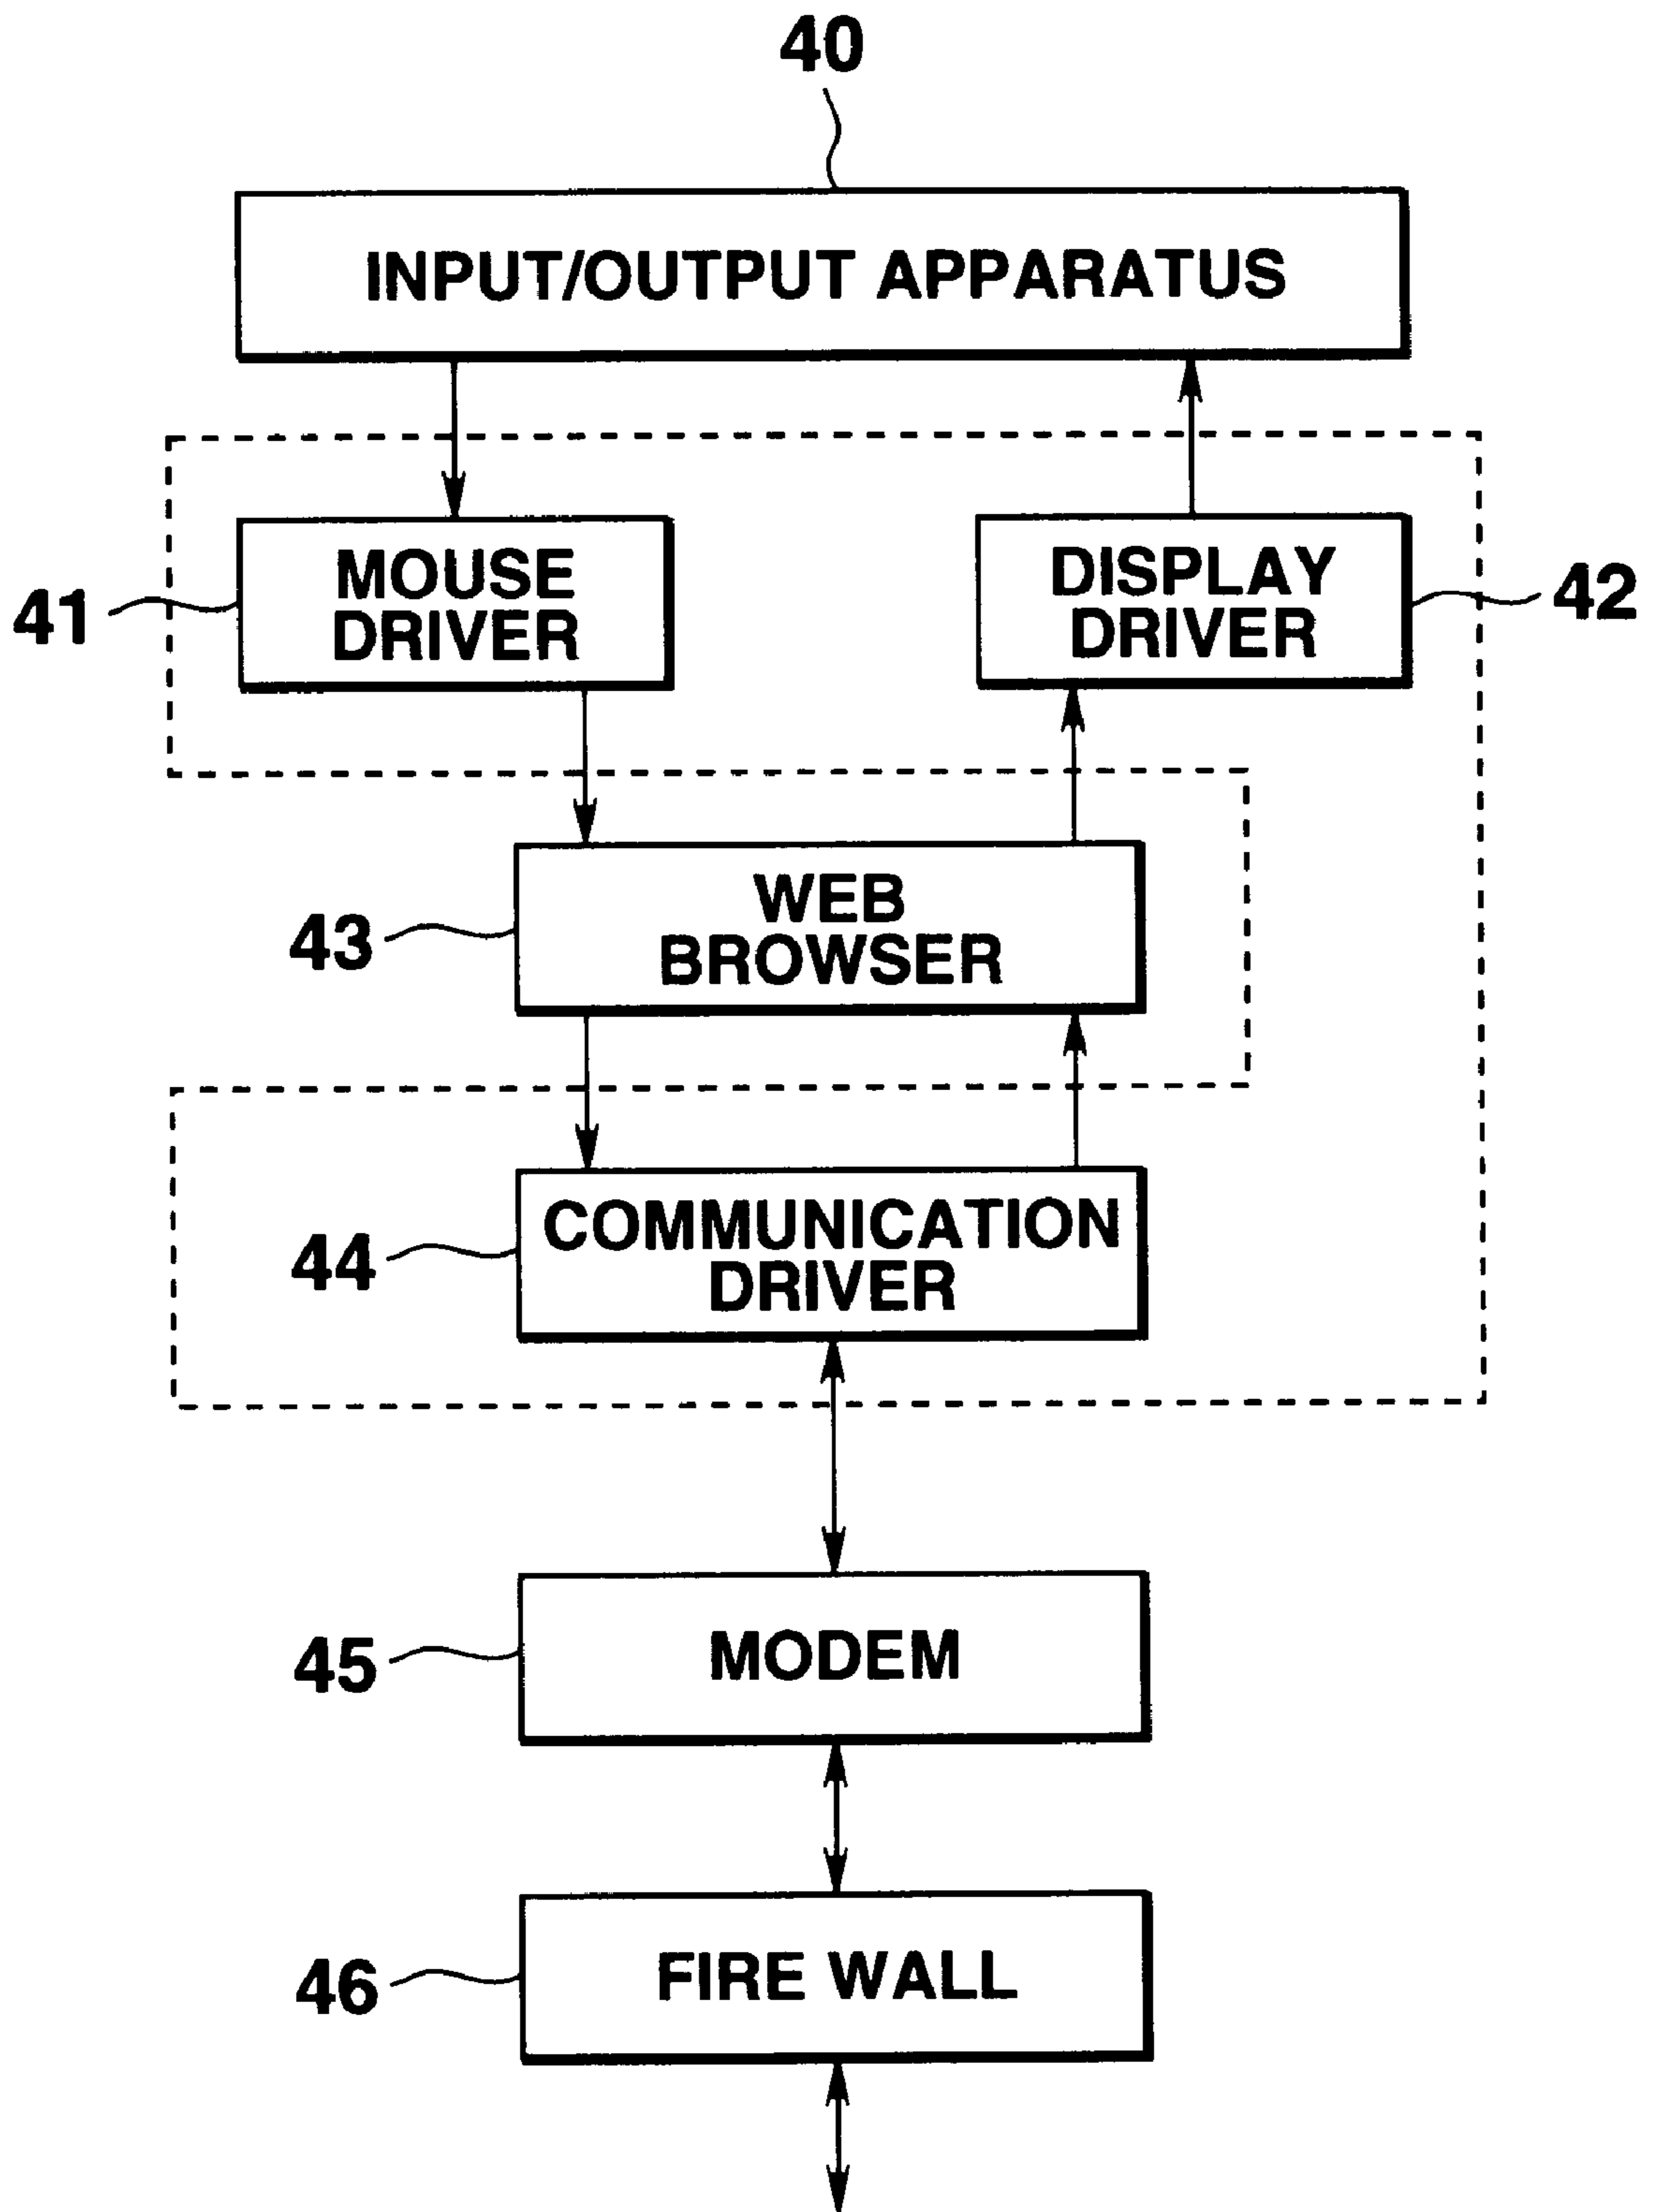 40
INPUT/OUTPUT APPARATUS
41
MOUSE
DRIVER
DISPLAY
DRIVER
42
43
WEB
BROWSER
44
COMMUNICATION
DRIVER
45
MODEM
46
FIRE WALL